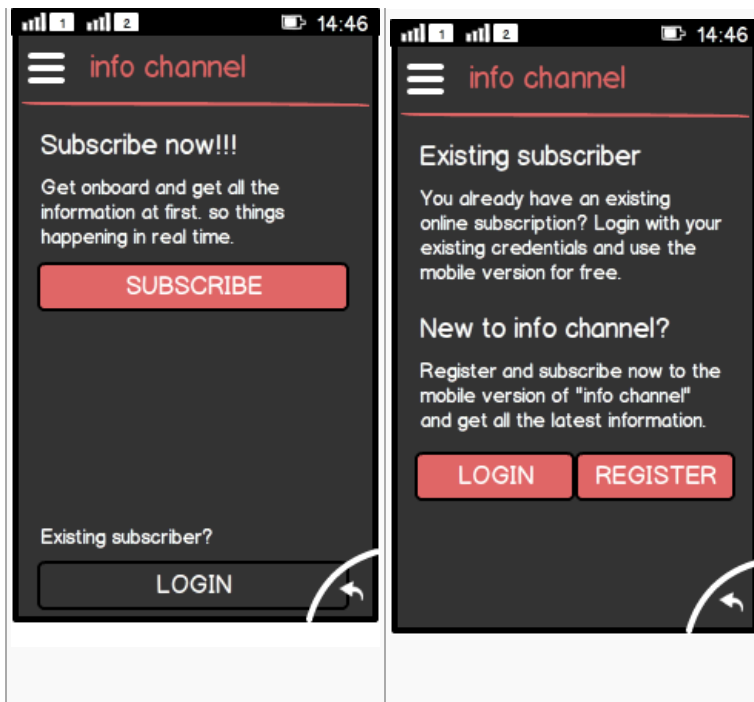 1 2 14:46
info channel
Subscribe now!!!
Get onboard and get all the
information at first. so things
happening in real time.
SUBSCRIBE
Existing subscriber?
LOGIN
1 2 14:46
info channel
Existing subscriber
You already have an existing
online subscription? Login with your
existing credentials and use the
mobile version for free.
New to info channel?
Register and subscribe now to the
mobile version of "info channel"
and get all the latest information.
LOGIN REGISTER